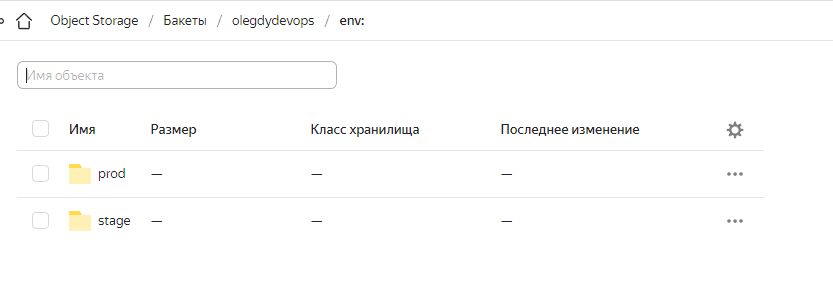 Object Storage / Бакеты / olegdydevops / env:
Имя объекта
Имя Размер Класс хранилища Последнее изменение
prod — — —
stage — — —